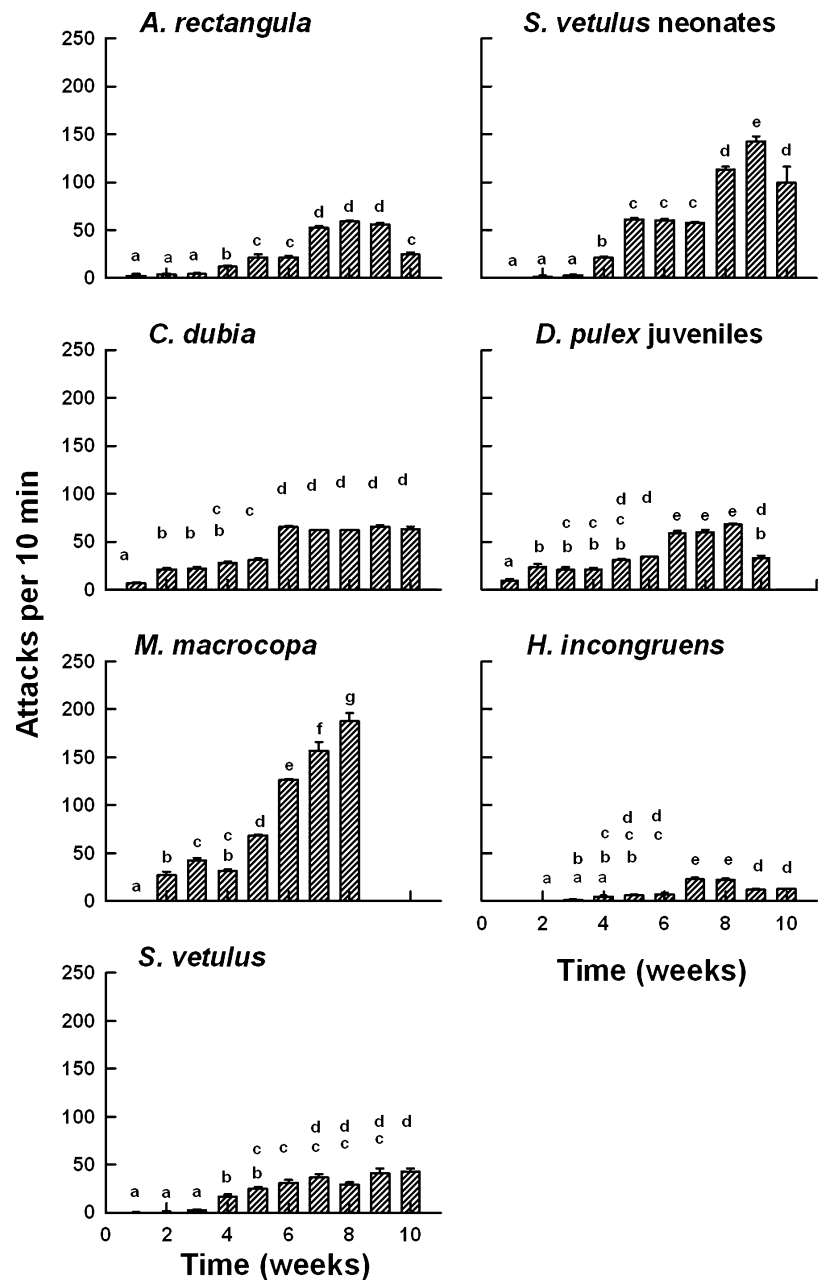 A. rectangula
250
200
150
100
50
0
a a a b c c d d d c
S. vetulus neonates
a a a b c c c d e d
C. dubia
250
200
150
100
50
0
c
a b b b c d d d d d
D. pulex juveniles
d d
c c c e e e d
a b b b b b
M. macrocopa
250
200
150
100
50
0
c
a b c b d e f g
H. incongruens
d d
c c c
b b b e e d d
a a a
0 2 4 6 8 10
Time (weeks)
S. vetulus
250
200
150
100
50
0
d d d d
c c c c c
a a a b b
0 2 4 6 8 10
Time (weeks)
Attacks per 10 min